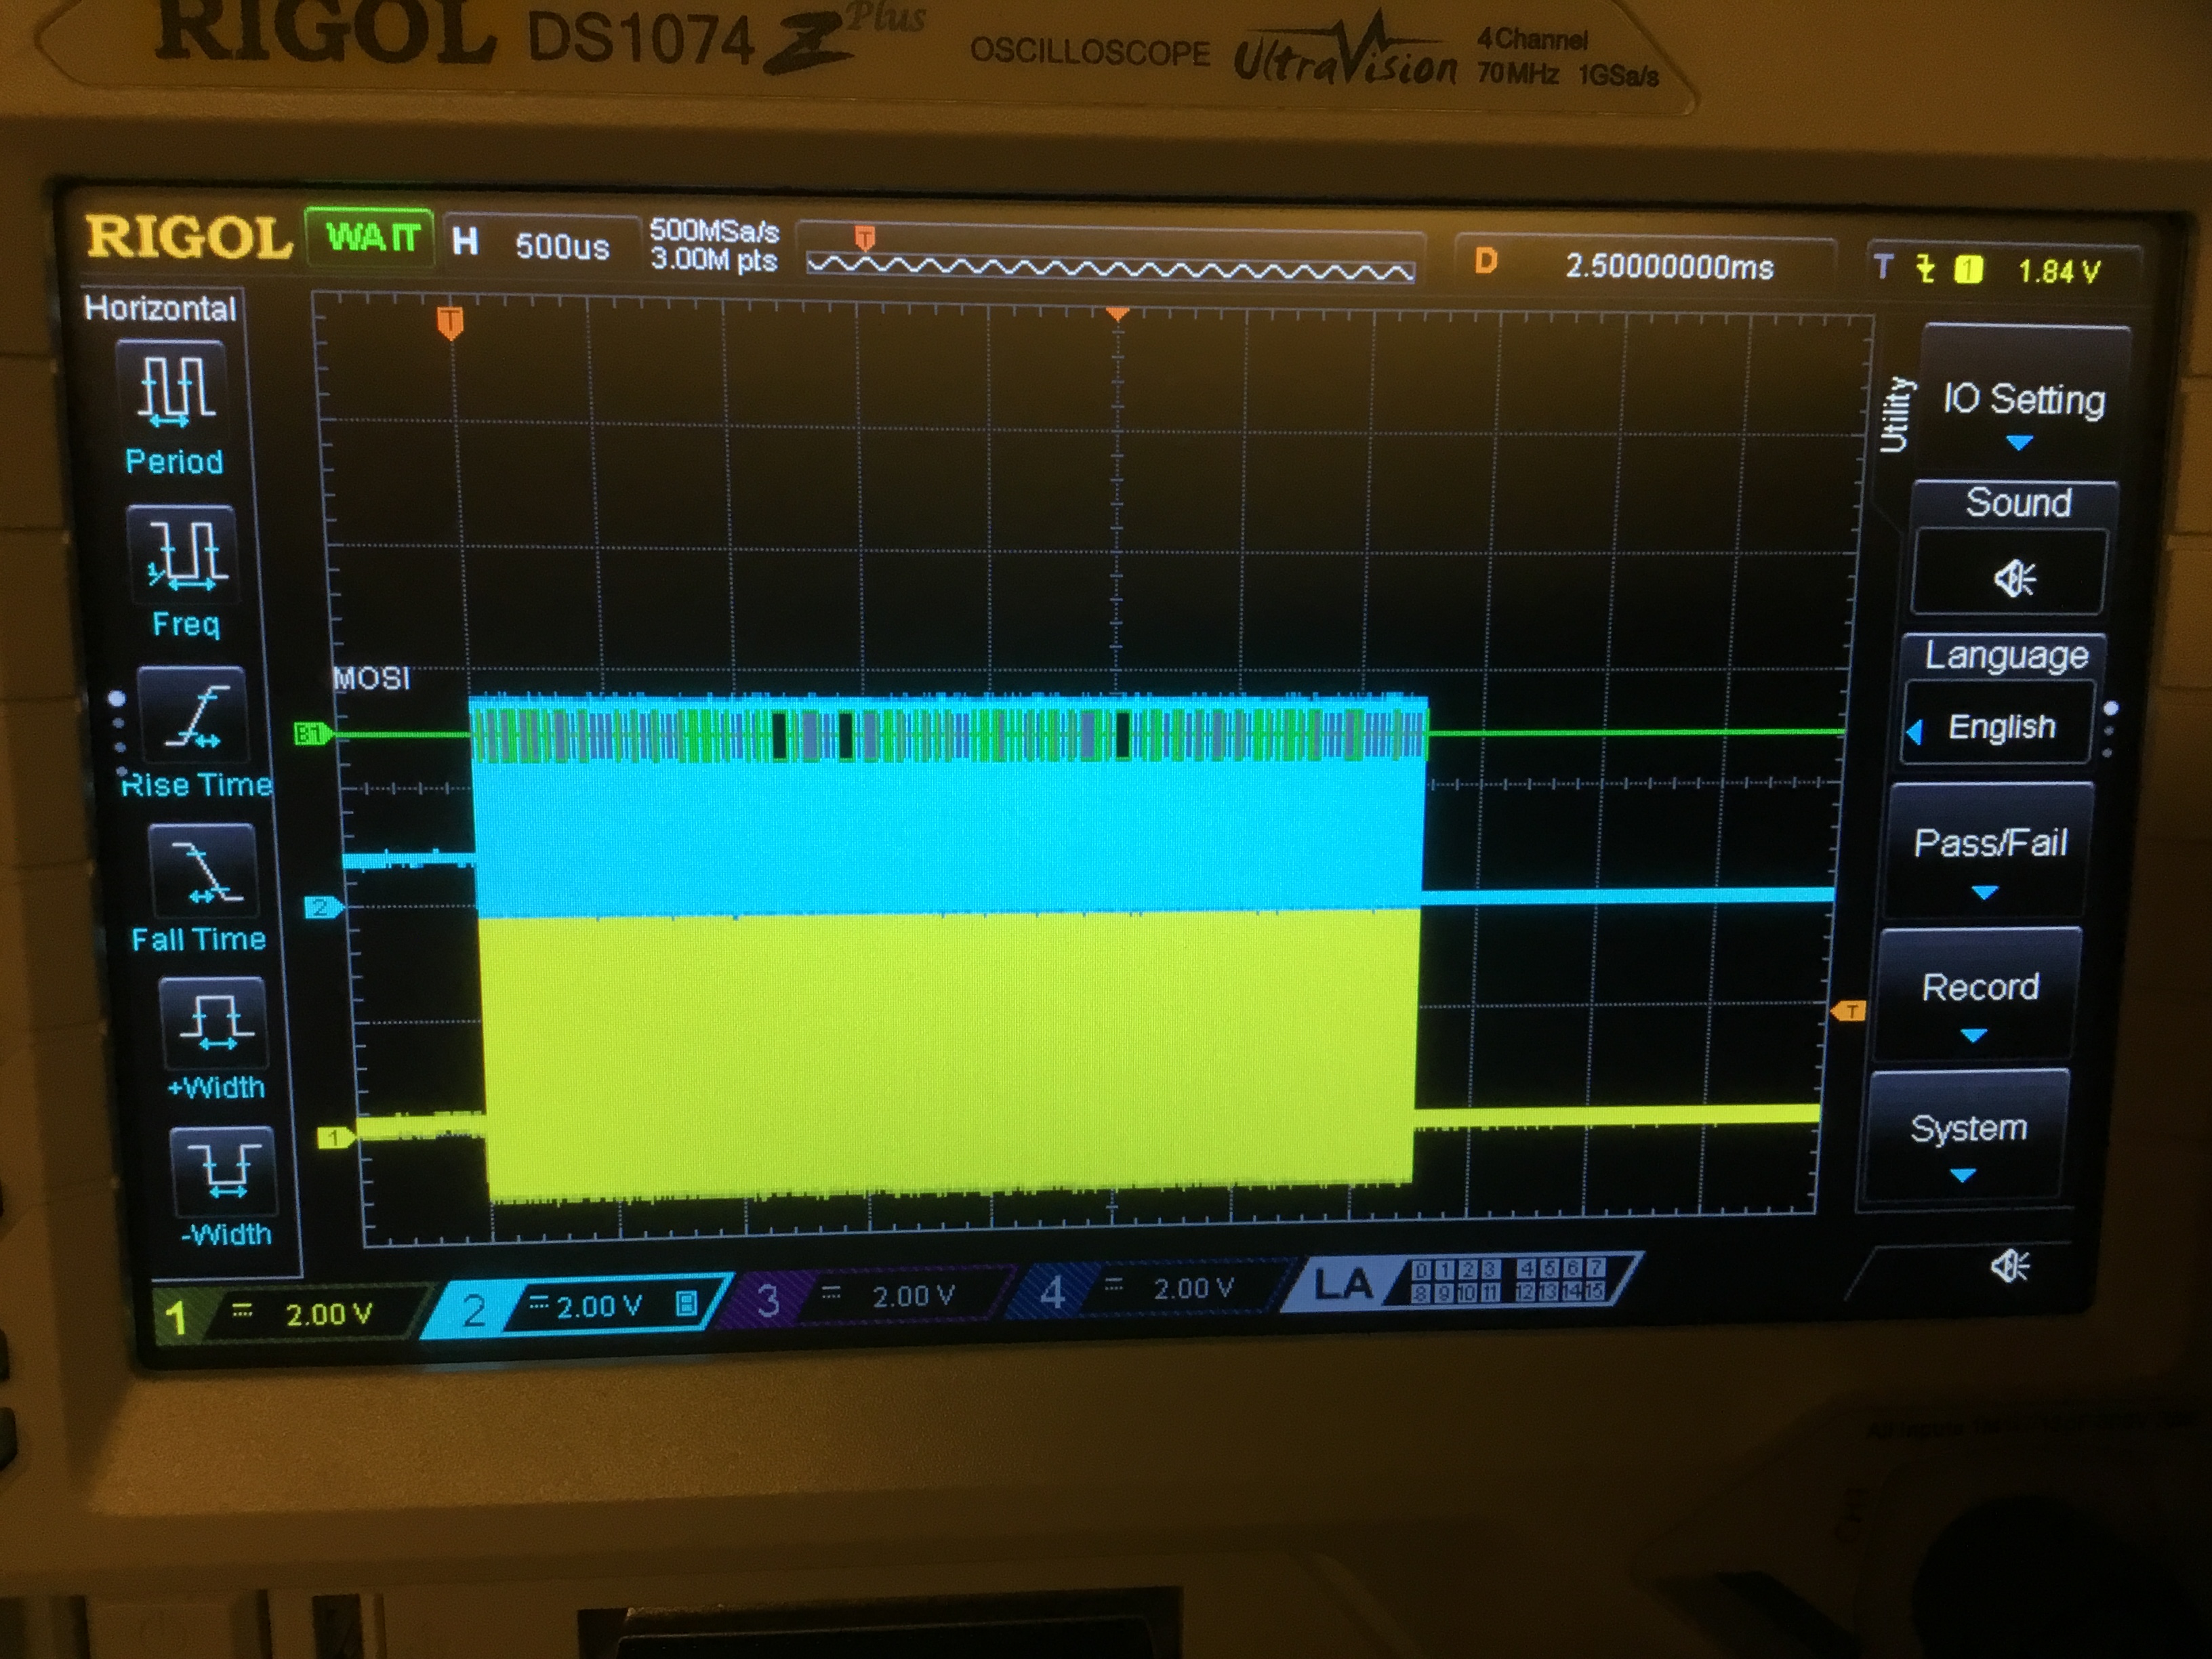 RIGOL DS1074 Z Plus OSCILLOSCOPE UltraVision 4 Channel
70MHz 1GSa/s
RIGOL WAIT H 500us 500MSa/s
3.00M pts
T
D 2.50000000ms T 1 1.84 V
Horizontal
T
Period
Freq
Rise Time
Fall Time
+Width
-Width
MOSI
B1
2
1
T
Utility
IO Setting
Sound
Language
English
Pass/Fail
Record
System
1 2.00 V 2 2.00 V 3 2.00 V 4 2.00 V LA 0 1 2 3 4 5 6 7
8 9 10 11 12 13 14 15